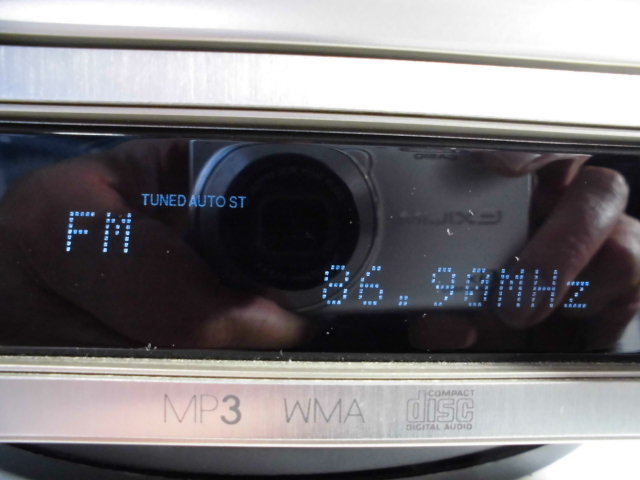 TUNED AUTO ST
FM
86.90MHz
MP3 WMA COMPACT
disc
DIGITAL AUDIO